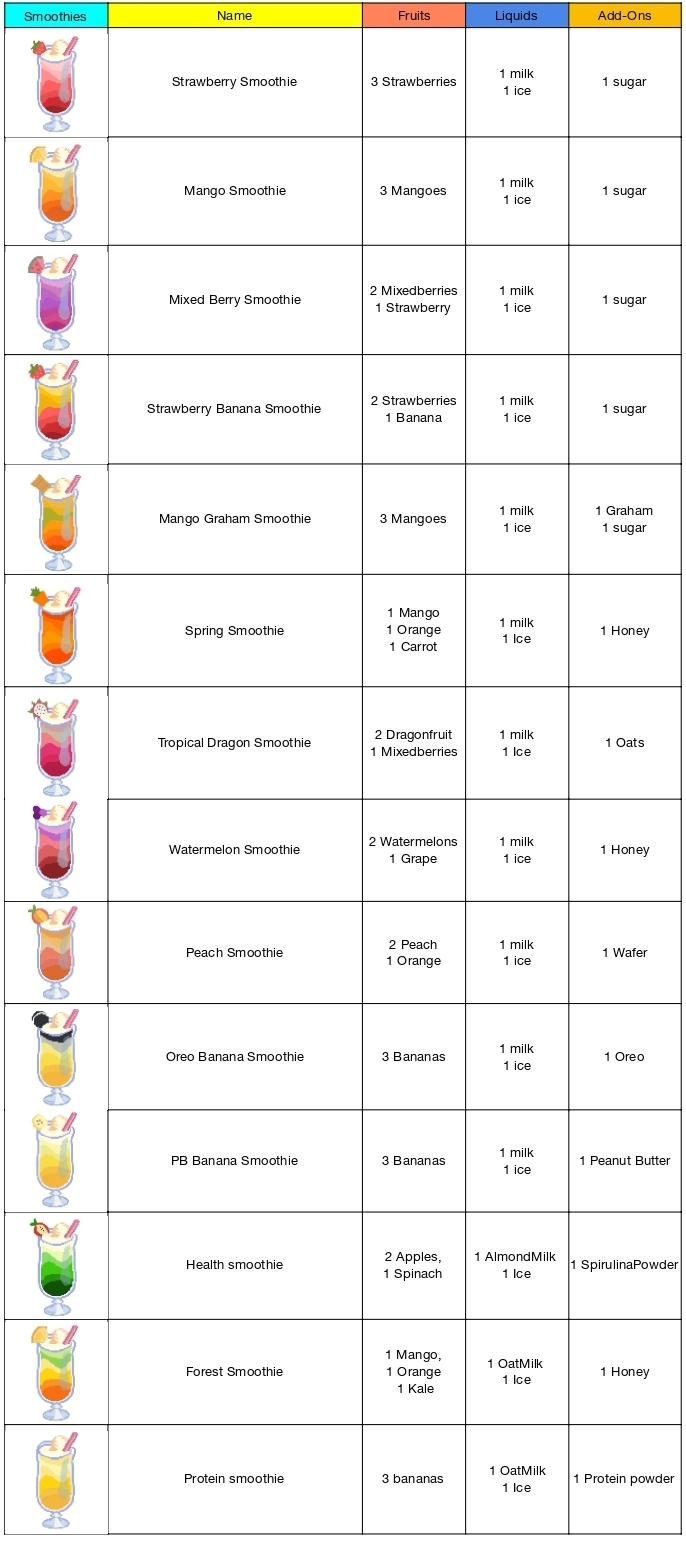 Smoothies Name Fruits Liquids Add-Ons
Strawberry Smoothie
3 Strawberries
1 milk
1 ice
1 sugar
Mango Smoothie
3 Mangoes
1 milk
1 ice
1 sugar
Mixed Berry Smoothie
2 Mixedberries
1 Strawberry
1 milk
1 ice
1 sugar
Strawberry Banana Smoothie
2 Strawberries
1 Banana
1 milk
1 ice
1 sugar
Mango Graham Smoothie
3 Mangoes
1 milk
1 ice
1 Graham
1 sugar
Spring Smoothie
1 Mango
1 Orange
1 Carrot
1 milk
1 Ice
1 Honey
Tropical Dragon Smoothie
2 Dragonfruit
1 Mixedberries
1 milk
1 Ice
1 Oats
Watermelon Smoothie
2 Watermelons
1 Grape
1 milk
1 ice
1 Honey
Peach Smoothie
2 Peach
1 Orange
1 milk
1 ice
1 Wafer
Oreo Banana Smoothie
3 Bananas
1 milk
1 ice
1 Oreo
PB Banana Smoothie
3 Bananas
1 milk
1 ice
1 Peanut Butter
Health smoothie
2 Apples,
1 Spinach
1 AlmondMilk
1 Ice
1 SpirulinaPowder
Forest Smoothie
1 Mango,
1 Orange
1 Kale
1 OatMilk
1 Ice
1 Honey
Protein smoothie
3 bananas
1 OatMilk
1 Ice
1 Protein powder